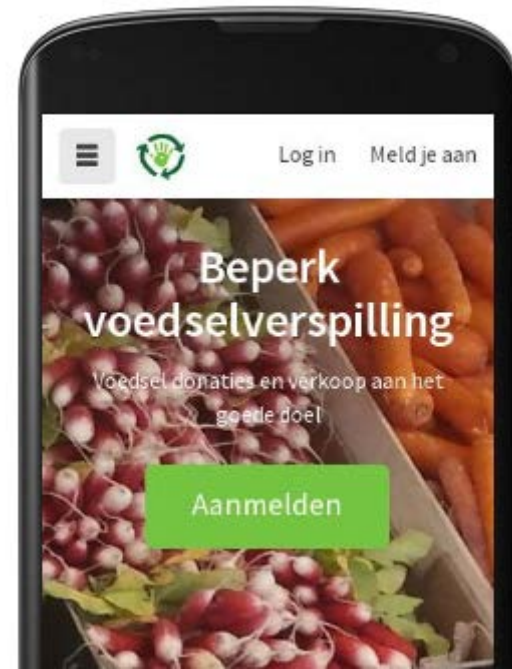 Log in Meld je aan
Beperk
voedselverspilling
Voedsel donaties en verkoop aan het
goede doel
Aanmelden